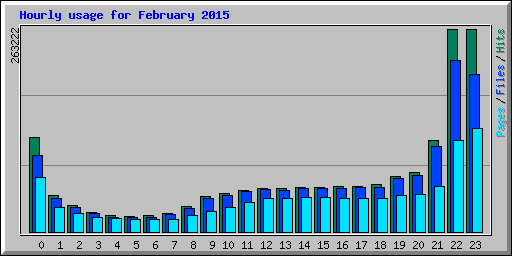 Hourly usage for February 2015
263222
Pages / Files / Hits
0 1 2 3 4 5 6 7 8 9 10 11 12 13 14 15 16 17 18 19 20 21 22 23